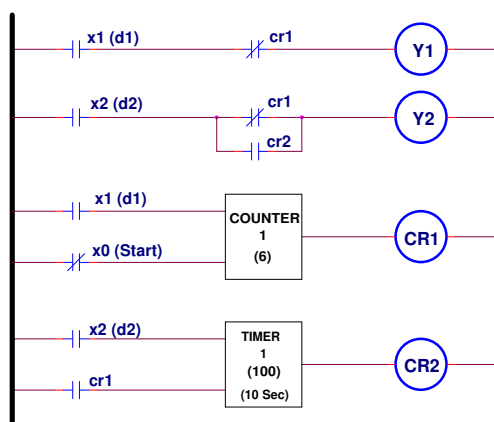 x1 (d1) cr1 Y1
x2 (d2) cr1 Y2
cr2
x1 (d1)
COUNTER
1
(6)
CR1
x0 (Start)
x2 (d2)
TIMER
1
(100)
(10 Sec)
CR2
cr1